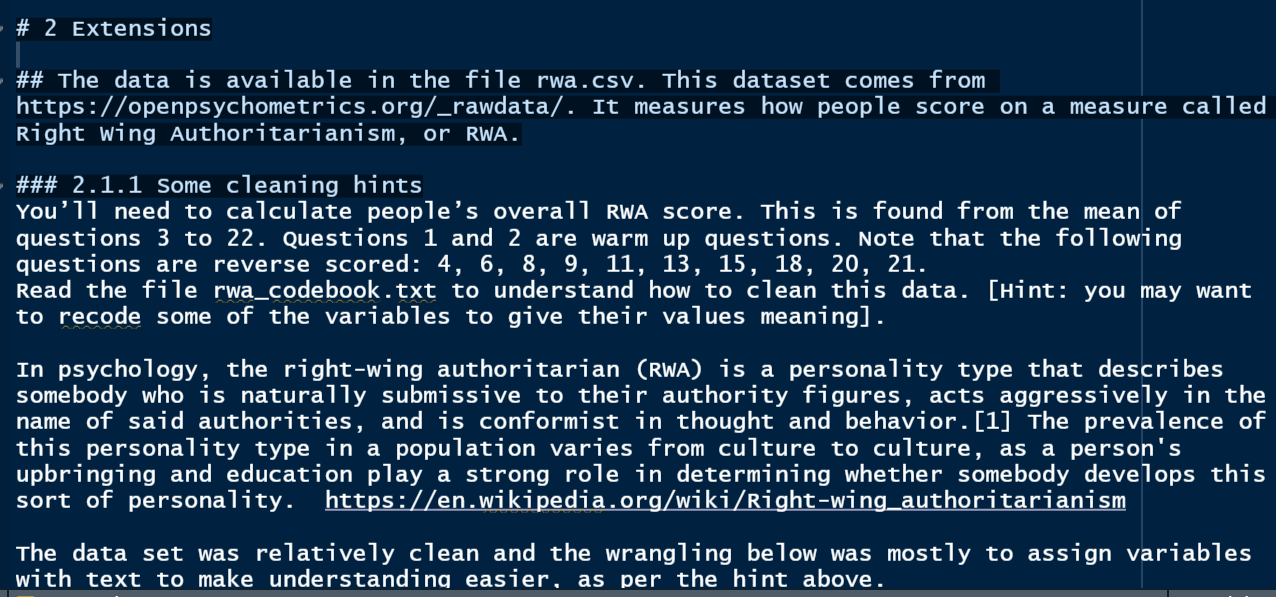 # 2 Extensions
## The data is available in the file rwa.csv. This dataset comes from
https://openpsychometrics.org/_rawdata/. It measures how people score on a measure called
Right Wing Authoritarianism, or RWA.
### 2.1.1 Some cleaning hints
You’ll need to calculate people’s overall RWA score. This is found from the mean of
questions 3 to 22. Questions 1 and 2 are warm up questions. Note that the following
questions are reverse scored: 4, 6, 8, 9, 11, 13, 15, 18, 20, 21.
Read the file rwa_codebook.txt to understand how to clean this data. [Hint: you may want
to recode some of the variables to give their values meaning].
In psychology, the right-wing authoritarian (RWA) is a personality type that describes
somebody who is naturally submissive to their authority figures, acts aggressively in the
name of said authorities, and is conformist in thought and behavior.[1] The prevalence of
this personality type in a population varies from culture to culture, as a person's
upbringing and education play a strong role in determining whether somebody develops this
sort of personality.  https://en.wikipedia.org/wiki/Right-wing_authoritarianism
The data set was relatively clean and the wrangling below was mostly to assign variables
with text to make understanding easier, as per the hint above.